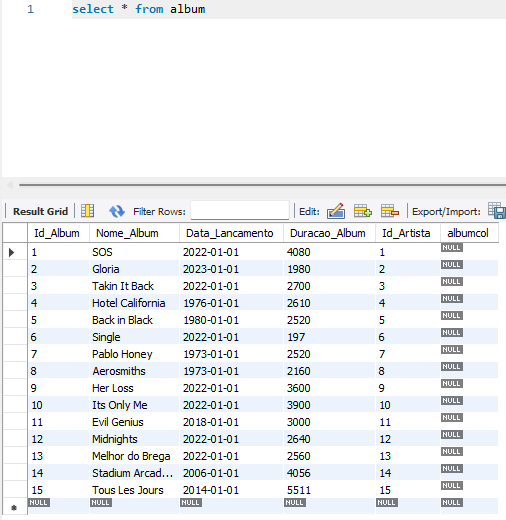 1 select * from album
Result Grid Filter Rows: Edit: Export/Import:
Id_Album Nome_Album Data_Lancamento Duracao_Album Id_Artista albumcol
1 SOS 2022-01-01 4080 1 NULL
2 Gloria 2023-01-01 1980 2 NULL
3 Takin It Back 2022-01-01 2700 3 NULL
4 Hotel California 1976-01-01 2610 4 NULL
5 Back in Black 1980-01-01 2520 5 NULL
6 Single 2022-01-01 197 6 NULL
7 Pablo Honey 1973-01-01 2520 7 NULL
8 Aerosmiths 1973-01-01 2160 8 NULL
9 Her Loss 2022-01-01 3600 9 NULL
10 Its Only Me 2022-01-01 3900 10 NULL
11 Evil Genius 2018-01-01 3000 11 NULL
12 Midnights 2022-01-01 2640 12 NULL
13 Melhor do Brega 2022-01-01 2560 13 NULL
14 Stadium Arcad... 2006-01-01 4056 14 NULL
15 Tous Les Jours 2014-01-01 5511 15 NULL
NULL NULL NULL NULL NULL NULL